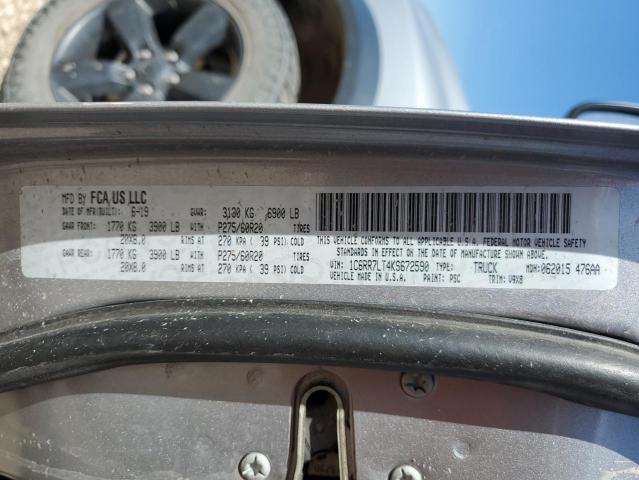 MFD BY FCA US LLC
DATE OF MFR(BUILT): 6-19 GVWR: 3130 KG 6900 LB
GAWR FRONT: 1770 KG 3900 LB WITH P275/60R20 TIRES
20X8.0 RIMS AT 270 KPA ( 39 PSI) COLD
GAWR REAR: 1770 KG 3900 LB WITH P275/60R20 TIRES
20X8.0 RIMS AT 270 KPA ( 39 PSI) COLD
THIS VEHICLE CONFORMS TO ALL APPLICABLE U.S.A. FEDERAL MOTOR VEHICLE SAFETY
STANDARDS IN EFFECT ON THE DATE OF MANUFACTURE SHOWN ABOVE.
VIN: 1C6RR7LT4KS672590 TYPE: TRUCK MDH: 062015 476AA
VEHICLE MADE IN U.S.A. PAINT: PSC TRIM: V9X8